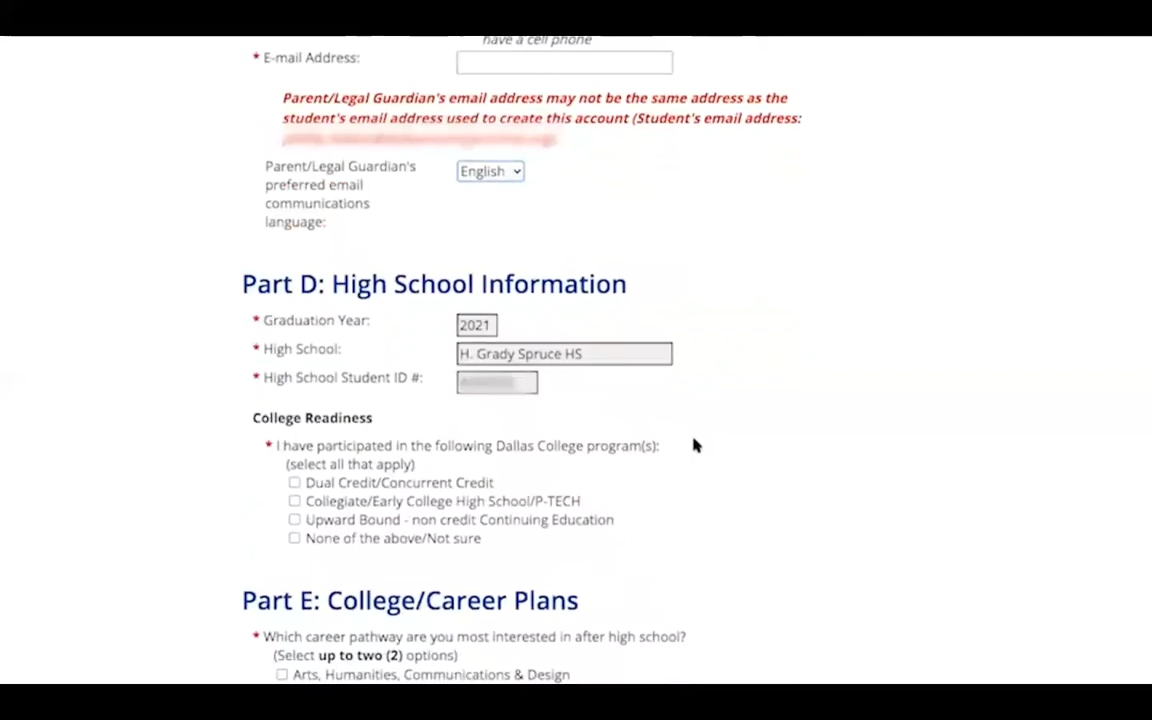 have a cell phone
* E-mail Address:
Parent/Legal Guardian's email address may not be the same address as the
student's email address used to create this account (Student's email address:
Parent/Legal Guardian's
preferred email
communications
language:
English
Part D: High School Information
* Graduation Year:
2021
* High School:
H. Grady Spruce HS
* High School Student ID #:
College Readiness
* I have participated in the following Dallas College program(s):
(select all that apply)
Dual Credit/Concurrent Credit
Collegiate/Early College High School/P-TECH
Upward Bound - non credit Continuing Education
None of the above/Not sure
Part E: College/Career Plans
* Which career pathway are you most interested in after high school?
(Select up to two (2) options)
Arts, Humanities, Communications & Design